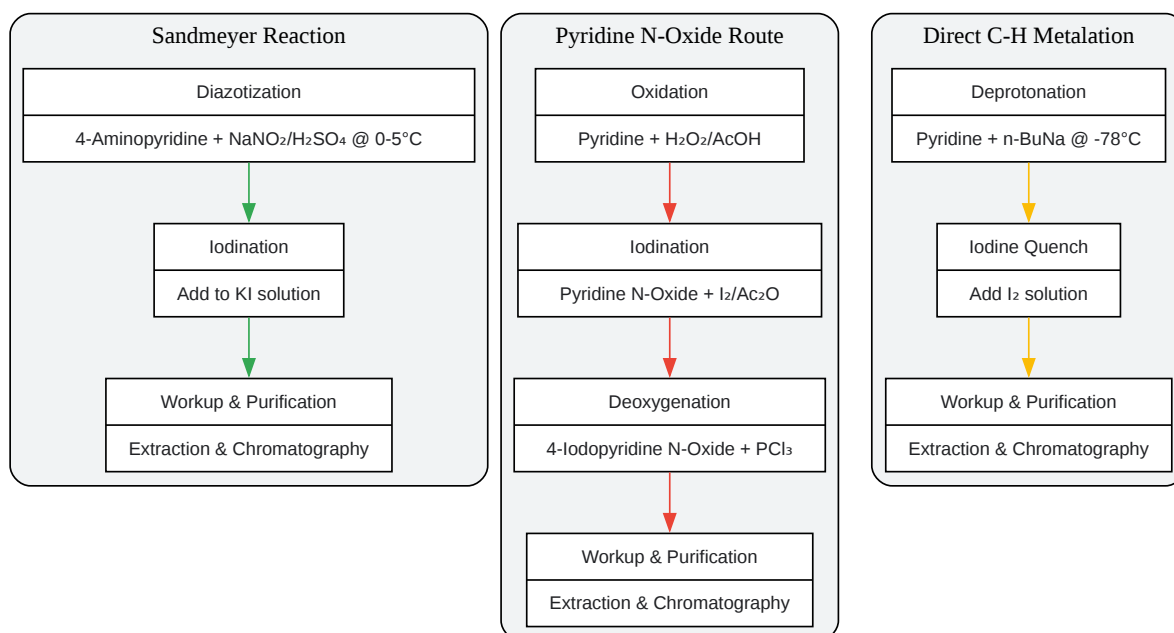 Sandmeyer Reaction
Diazotization
4-Aminopyridine + NaNO₂/H₂SO₄ @ 0-5°C
Iodination
Add to KI solution
Workup & Purification
Extraction & Chromatography
Pyridine N-Oxide Route
Oxidation
Pyridine + H₂O₂/AcOH
Iodination
Pyridine N-Oxide + I₂/Ac₂O
Deoxygenation
4-Iodopyridine N-Oxide + PCl₃
Workup & Purification
Extraction & Chromatography
Direct C-H Metalation
Deprotonation
Pyridine + n-BuNa @ -78°C
Iodine Quench
Add I₂ solution
Workup & Purification
Extraction & Chromatography